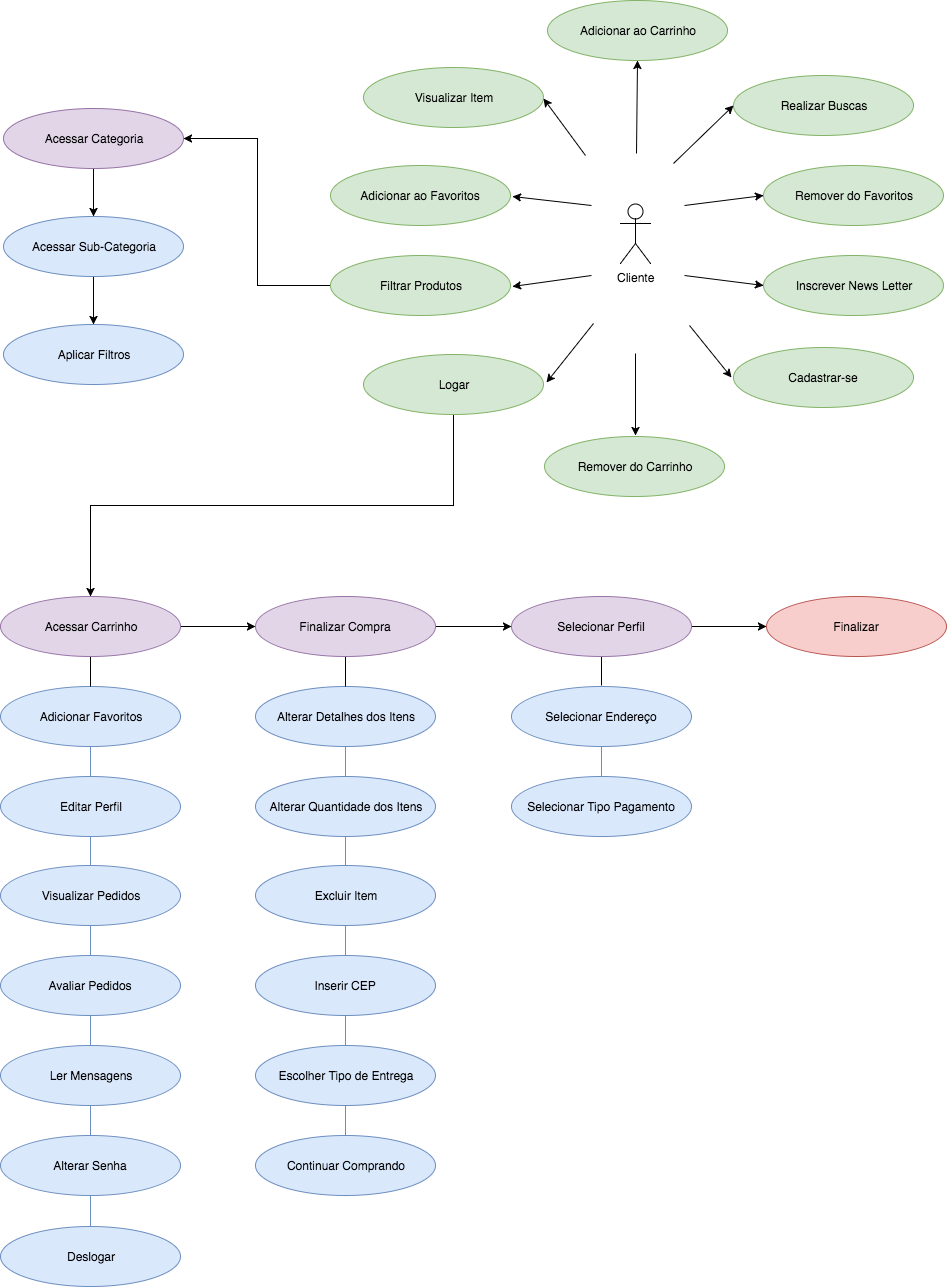 Adicionar ao Carrinho
Visualizar Item
Realizar Buscas
Acessar Categoria
Adicionar ao Favoritos
Remover do Favoritos
Acessar Sub-Categoria
Cliente
Filtrar Produtos
Inscrever News Letter
Aplicar Filtros
Logar
Cadastrar-se
Remover do Carrinho
Acessar Carrinho
Finalizar Compra
Selecionar Perfil
Finalizar
Adicionar Favoritos
Alterar Detalhes dos Itens
Selecionar Endereço
Editar Perfil
Alterar Quantidade dos Itens
Selecionar Tipo Pagamento
Visualizar Pedidos
Excluir Item
Avaliar Pedidos
Inserir CEP
Ler Mensagens
Escolher Tipo de Entrega
Alterar Senha
Continuar Comprando
Deslogar